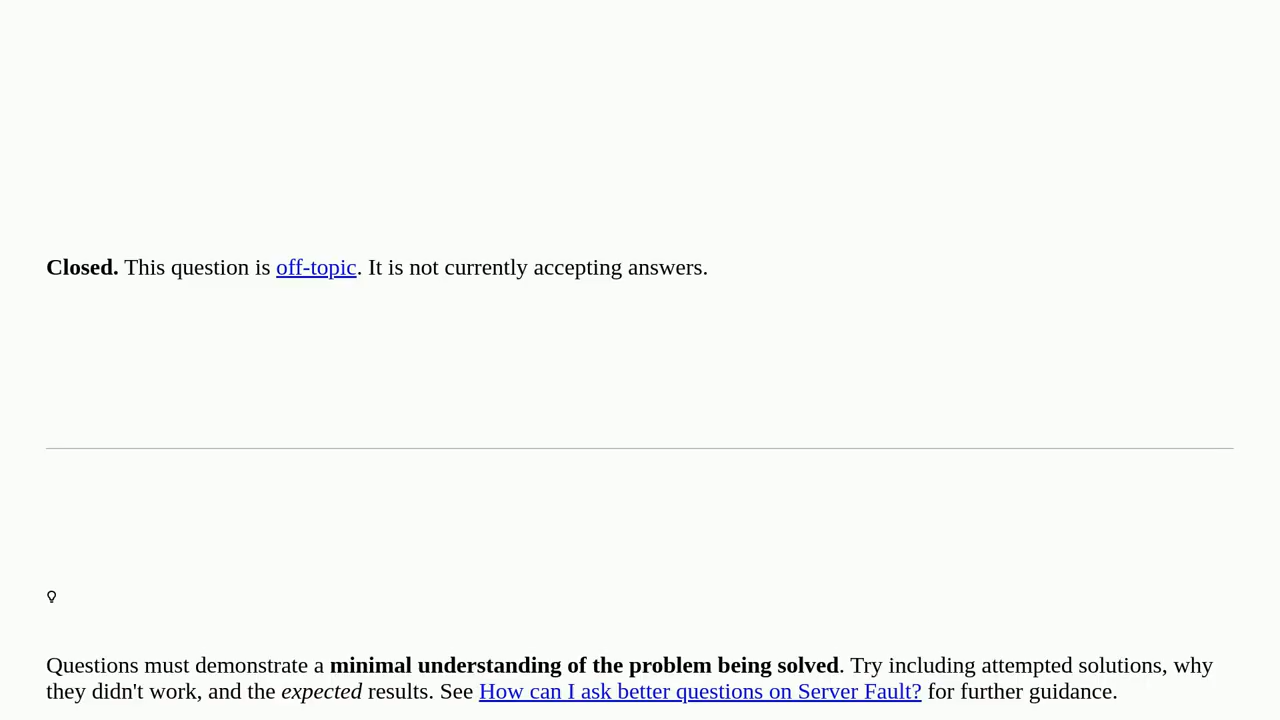 Closed. This question is off-topic. It is not currently accepting answers.
Questions must demonstrate a minimal understanding of the problem being solved. Try including attempted solutions, why
they didn't work, and the expected results. See How can I ask better questions on Server Fault? for further guidance.